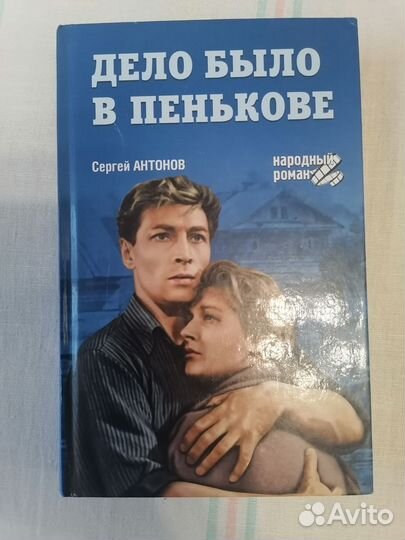 ДЕЛО БЫЛО
В ПЕНЬКОВЕ
Сергей АНТОНОВ
народный
роман
Avito